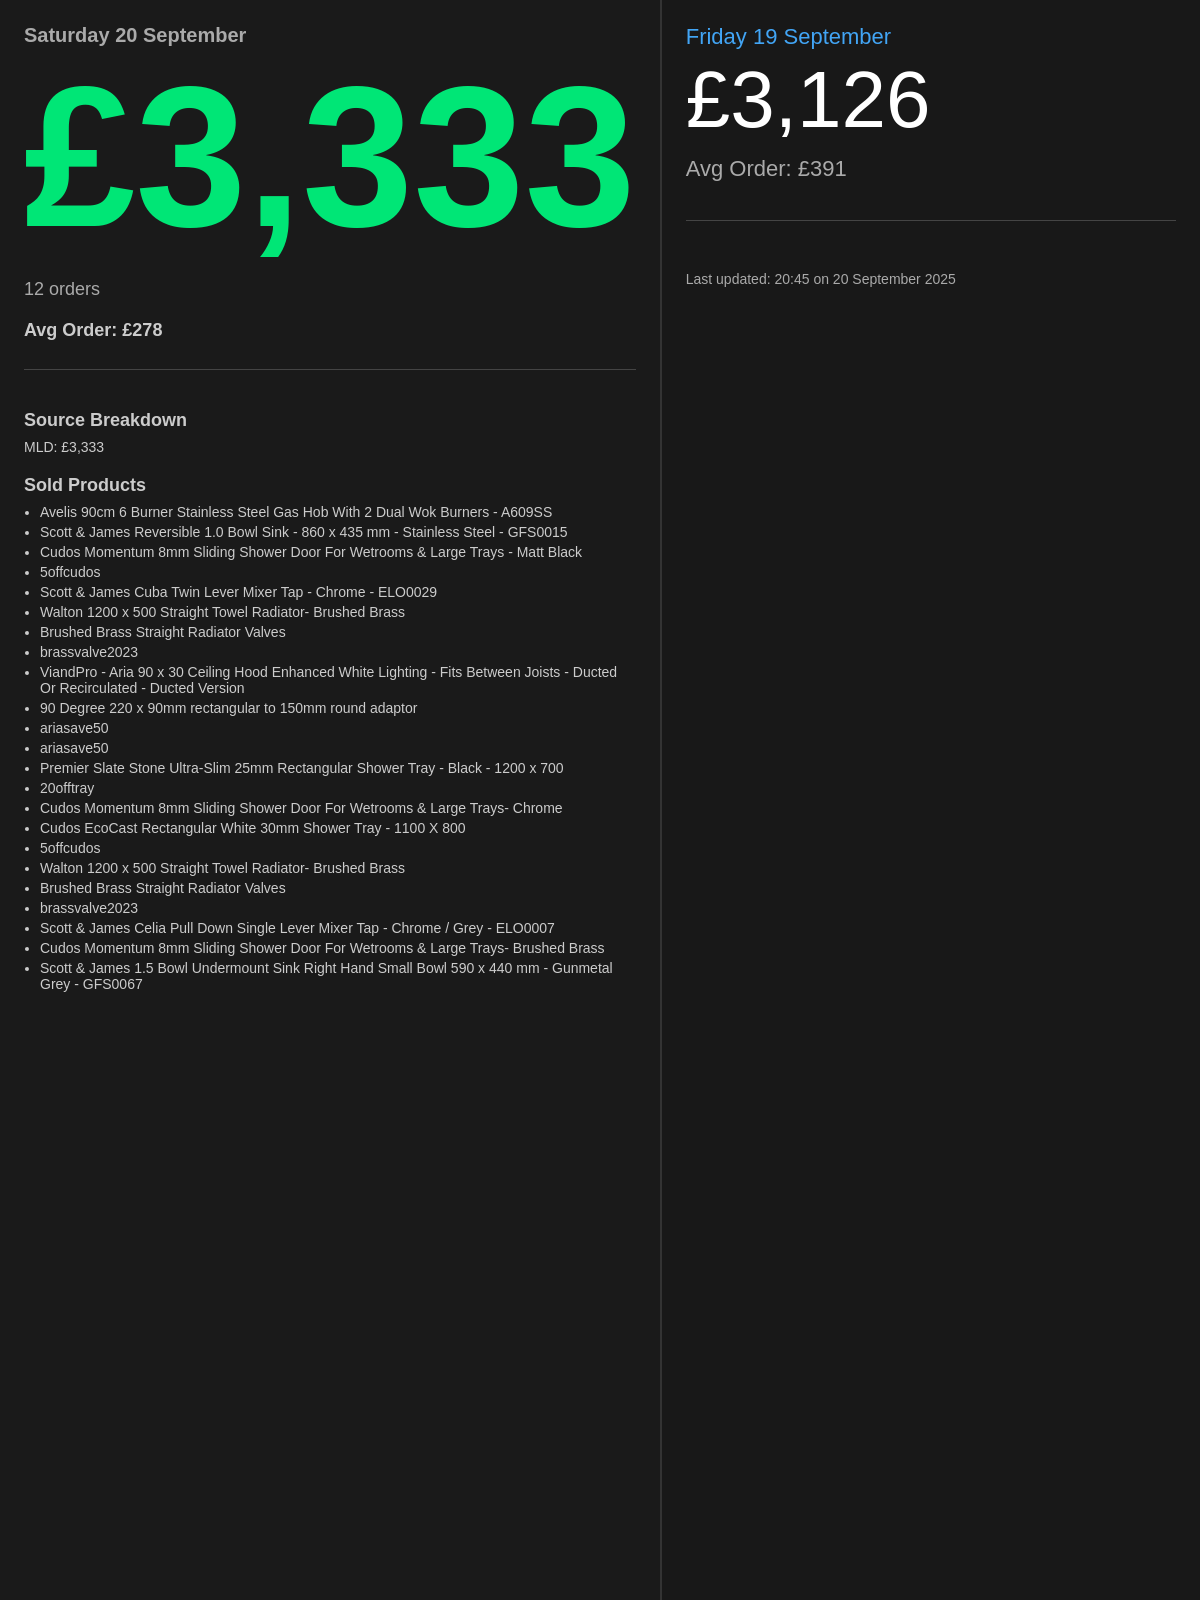 Saturday 20 September
£3,333
12 orders
Avg Order: £278
Source Breakdown
MLD: £3,333
Sold Products
• Avelis 90cm 6 Burner Stainless Steel Gas Hob With 2 Dual Wok Burners - A609SS
• Scott & James Reversible 1.0 Bowl Sink - 860 x 435 mm - Stainless Steel - GFS0015
• Cudos Momentum 8mm Sliding Shower Door For Wetrooms & Large Trays - Matt Black
• 5offcudos
• Scott & James Cuba Twin Lever Mixer Tap - Chrome - ELO0029
• Walton 1200 x 500 Straight Towel Radiator- Brushed Brass
• Brushed Brass Straight Radiator Valves
• brassvalve2023
• ViandPro - Aria 90 x 30 Ceiling Hood Enhanced White Lighting - Fits Between Joists - Ducted
Or Recirculated - Ducted Version
• 90 Degree 220 x 90mm rectangular to 150mm round adaptor
• ariasave50
• ariasave50
• Premier Slate Stone Ultra-Slim 25mm Rectangular Shower Tray - Black - 1200 x 700
• 20offtray
• Cudos Momentum 8mm Sliding Shower Door For Wetrooms & Large Trays- Chrome
• Cudos EcoCast Rectangular White 30mm Shower Tray - 1100 X 800
• 5offcudos
• Walton 1200 x 500 Straight Towel Radiator- Brushed Brass
• Brushed Brass Straight Radiator Valves
• brassvalve2023
• Scott & James Celia Pull Down Single Lever Mixer Tap - Chrome / Grey - ELO0007
• Cudos Momentum 8mm Sliding Shower Door For Wetrooms & Large Trays- Brushed Brass
• Scott & James 1.5 Bowl Undermount Sink Right Hand Small Bowl 590 x 440 mm - Gunmetal
Grey - GFS0067
Friday 19 September
£3,126
Avg Order: £391
Last updated: 20:45 on 20 September 2025